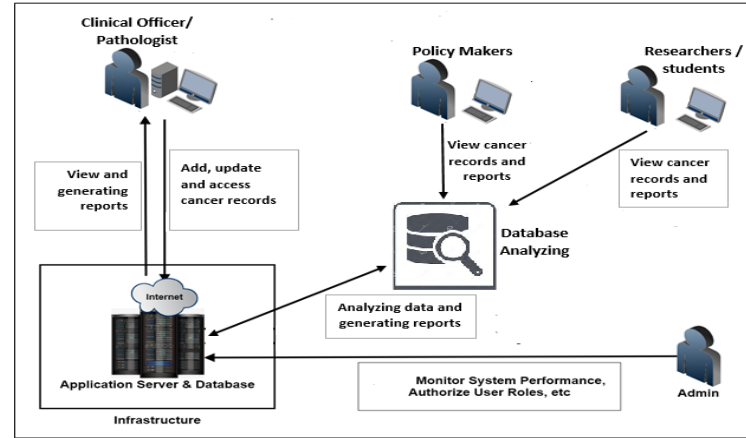 Clinical Officer/
Pathologist
Policy Makers
Researchers /
students
View and
generating
reports
Add, update
and access
cancer records
View cancer
records and
reports
View cancer
records and
reports
Database
Analyzing
Internet
Analyzing data and
generating reports
Application Server & Database
Monitor System Performance,
Authorize User Roles, etc
Admin
Infrastructure